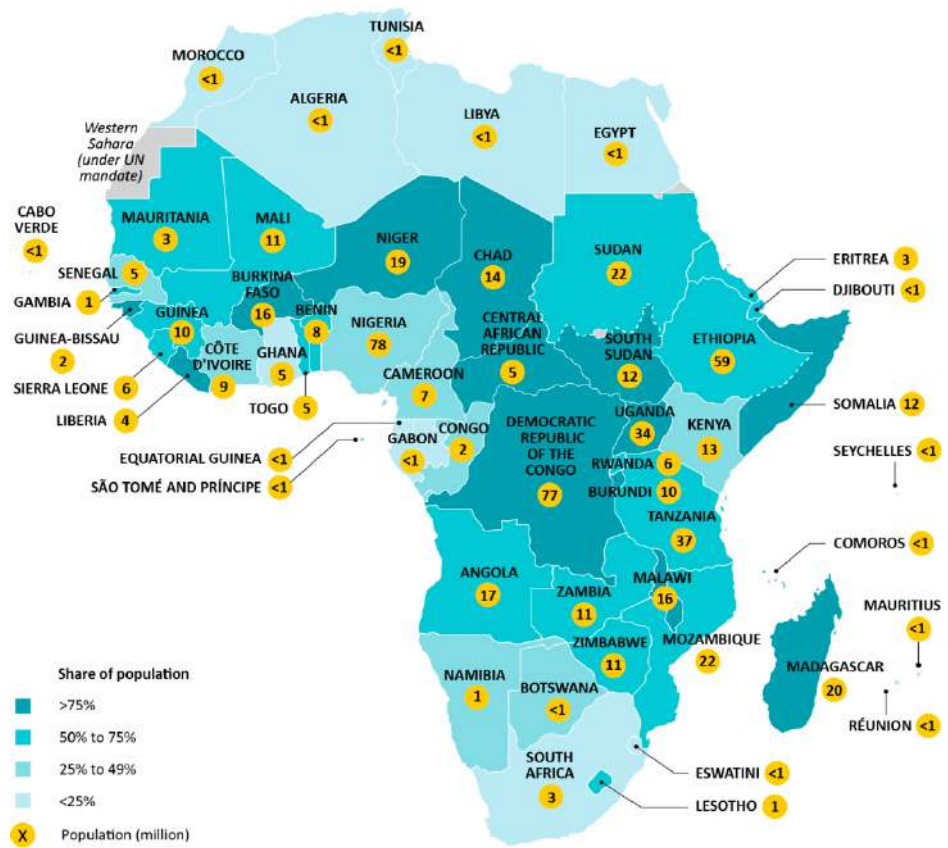 TUNISIA
<1
MOROCCO
<1
ALGERIA
<1
LIBYA
<1
EGYPT
<1
Western
Sahara
(under UN
mandate)
CABO
VERDE
<1
MAURITANIA
3
MALI
11
NIGER
19
CHAD
14
SUDAN
22
ERITREA 3
DJIBOUTI <1
SENEGAL 5
GAMBIA 1
BURKINA
FASO
16
BENIN
8
GUINEA
10
GUINEA-BISSAU
2
NIGERIA
78
CENTRAL
AFRICAN
REPUBLIC
5
SOUTH
SUDAN
12
ETHIOPIA
59
CÔTE
D'IVOIRE
9
GHANA
5
SIERRA LEONE 6
LIBERIA 4
TOGO 5
CAMEROON
7
SOMALIA 12
UGANDA
34
KENYA
13
DEMOCRATIC
REPUBLIC
OF THE
CONGO
77
CONGO
2
GABON
<1
EQUATORIAL GUINEA <1
SÃO TOMÉ AND PRÍNCIPE <1
SEYCHELLES
<1
RWANDA 6
BURUNDI 10
TANZANIA
37
COMOROS <1
ANGOLA
17
ZAMBIA
11
MALAWI
16
MAURITIUS
<1
ZIMBABWE
11
MOZAMBIQUE
22
MADAGASCAR
20
RÉUNION <1
NAMIBIA
1
BOTSWANA
<1
SOUTH
AFRICA
3
ESWATINI <1
LESOTHO 1
Share of population
>75%
50% to 75%
25% to 49%
<25%
X Population (million)